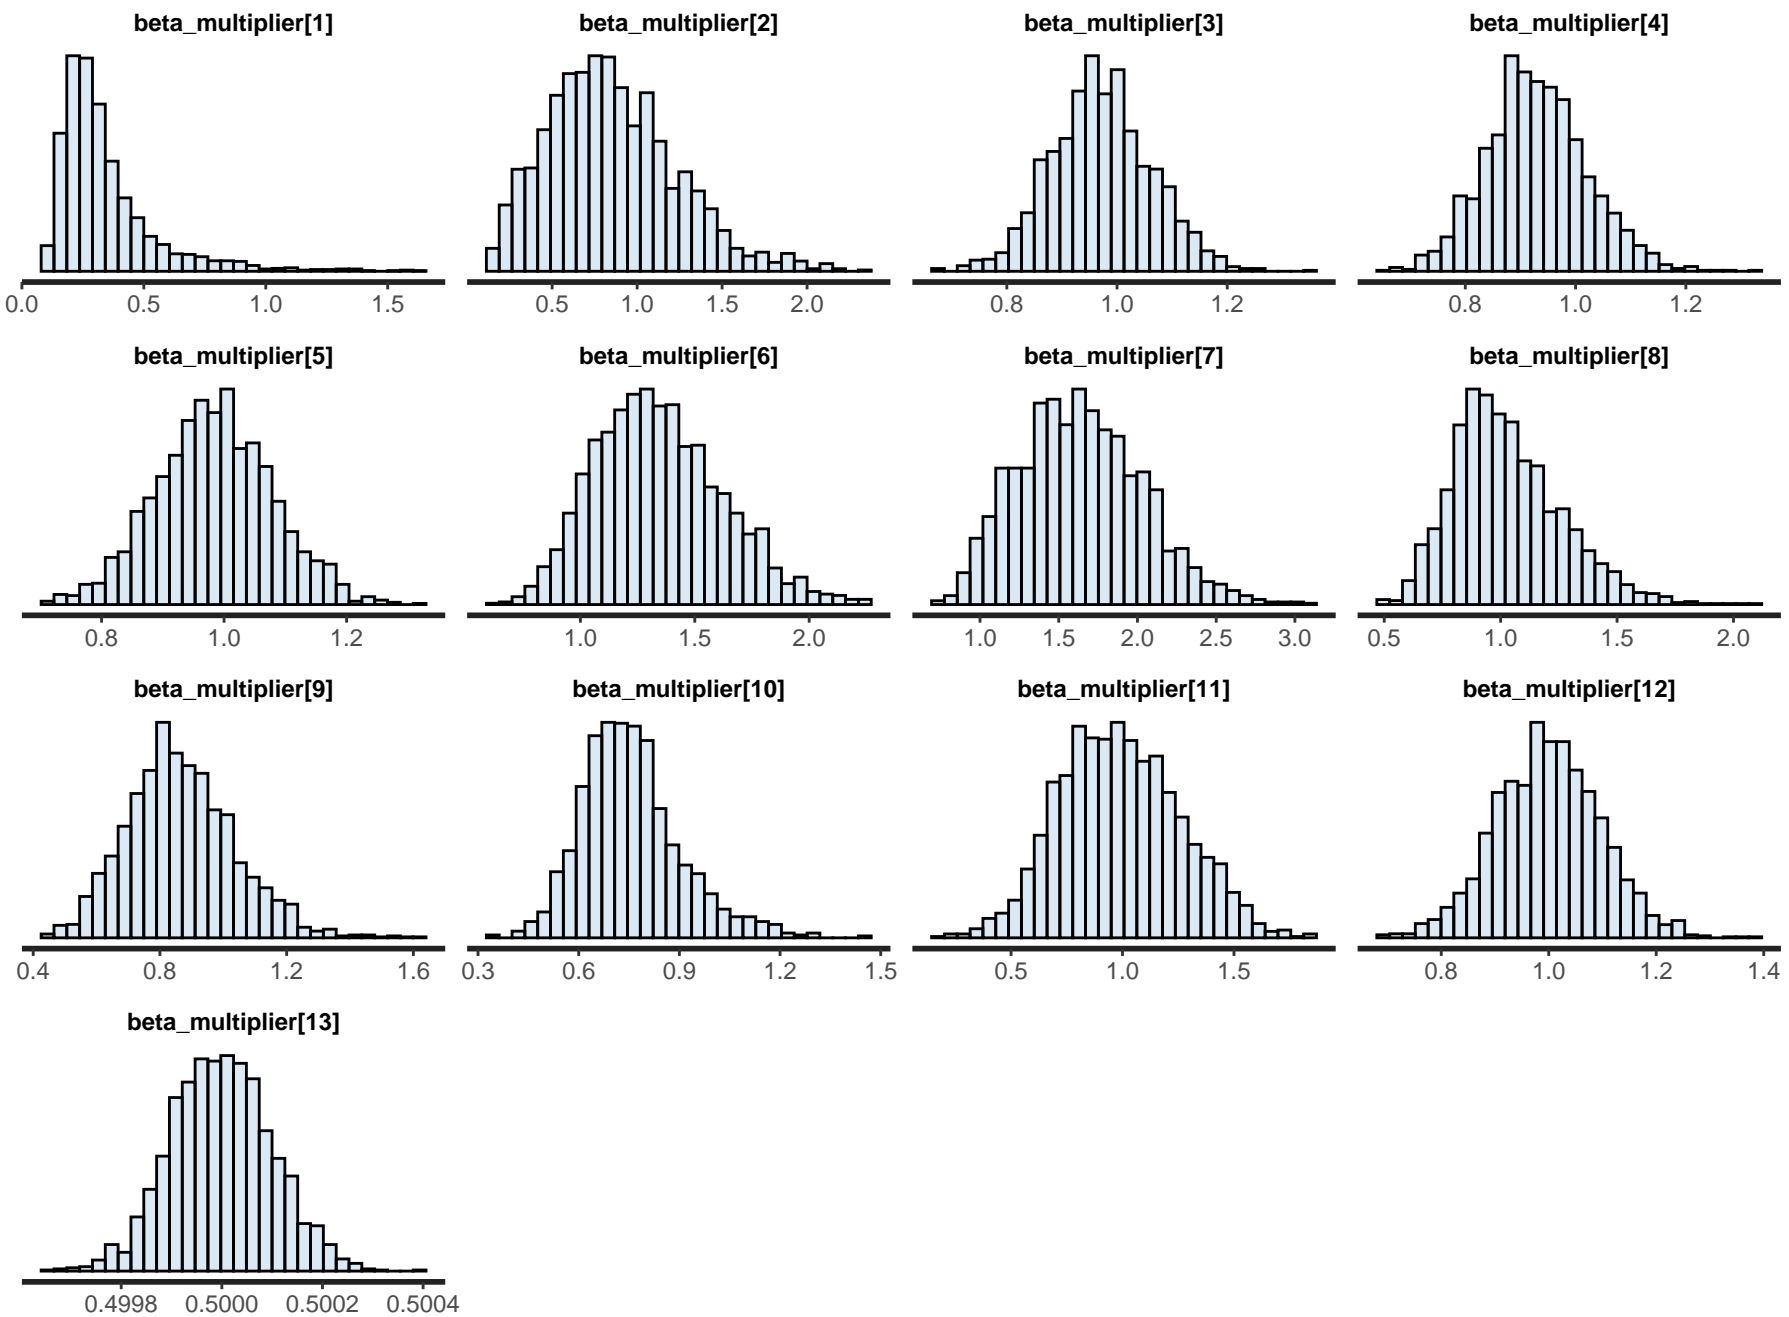 beta_multiplier[1] beta_multiplier[2] beta_multiplier[3] beta_multiplier[4]
0.0 0.5 1.0 1.5 0.5 1.0 1.5 2.0 0.8 1.0 1.2 0.8 1.0 1.2
beta_multiplier[5] beta_multiplier[6] beta_multiplier[7] beta_multiplier[8]
0.8 1.0 1.2 1.0 1.5 2.0 1.0 1.5 2.0 2.5 3.0 0.5 1.0 1.5 2.0
beta_multiplier[9] beta_multiplier[10] beta_multiplier[11] beta_multiplier[12]
0.4 0.8 1.2 1.6 0.3 0.6 0.9 1.2 1.5 0.5 1.0 1.5 0.8 1.0 1.2 1.4
beta_multiplier[13]
0.4998 0.5000 0.5002 0.5004